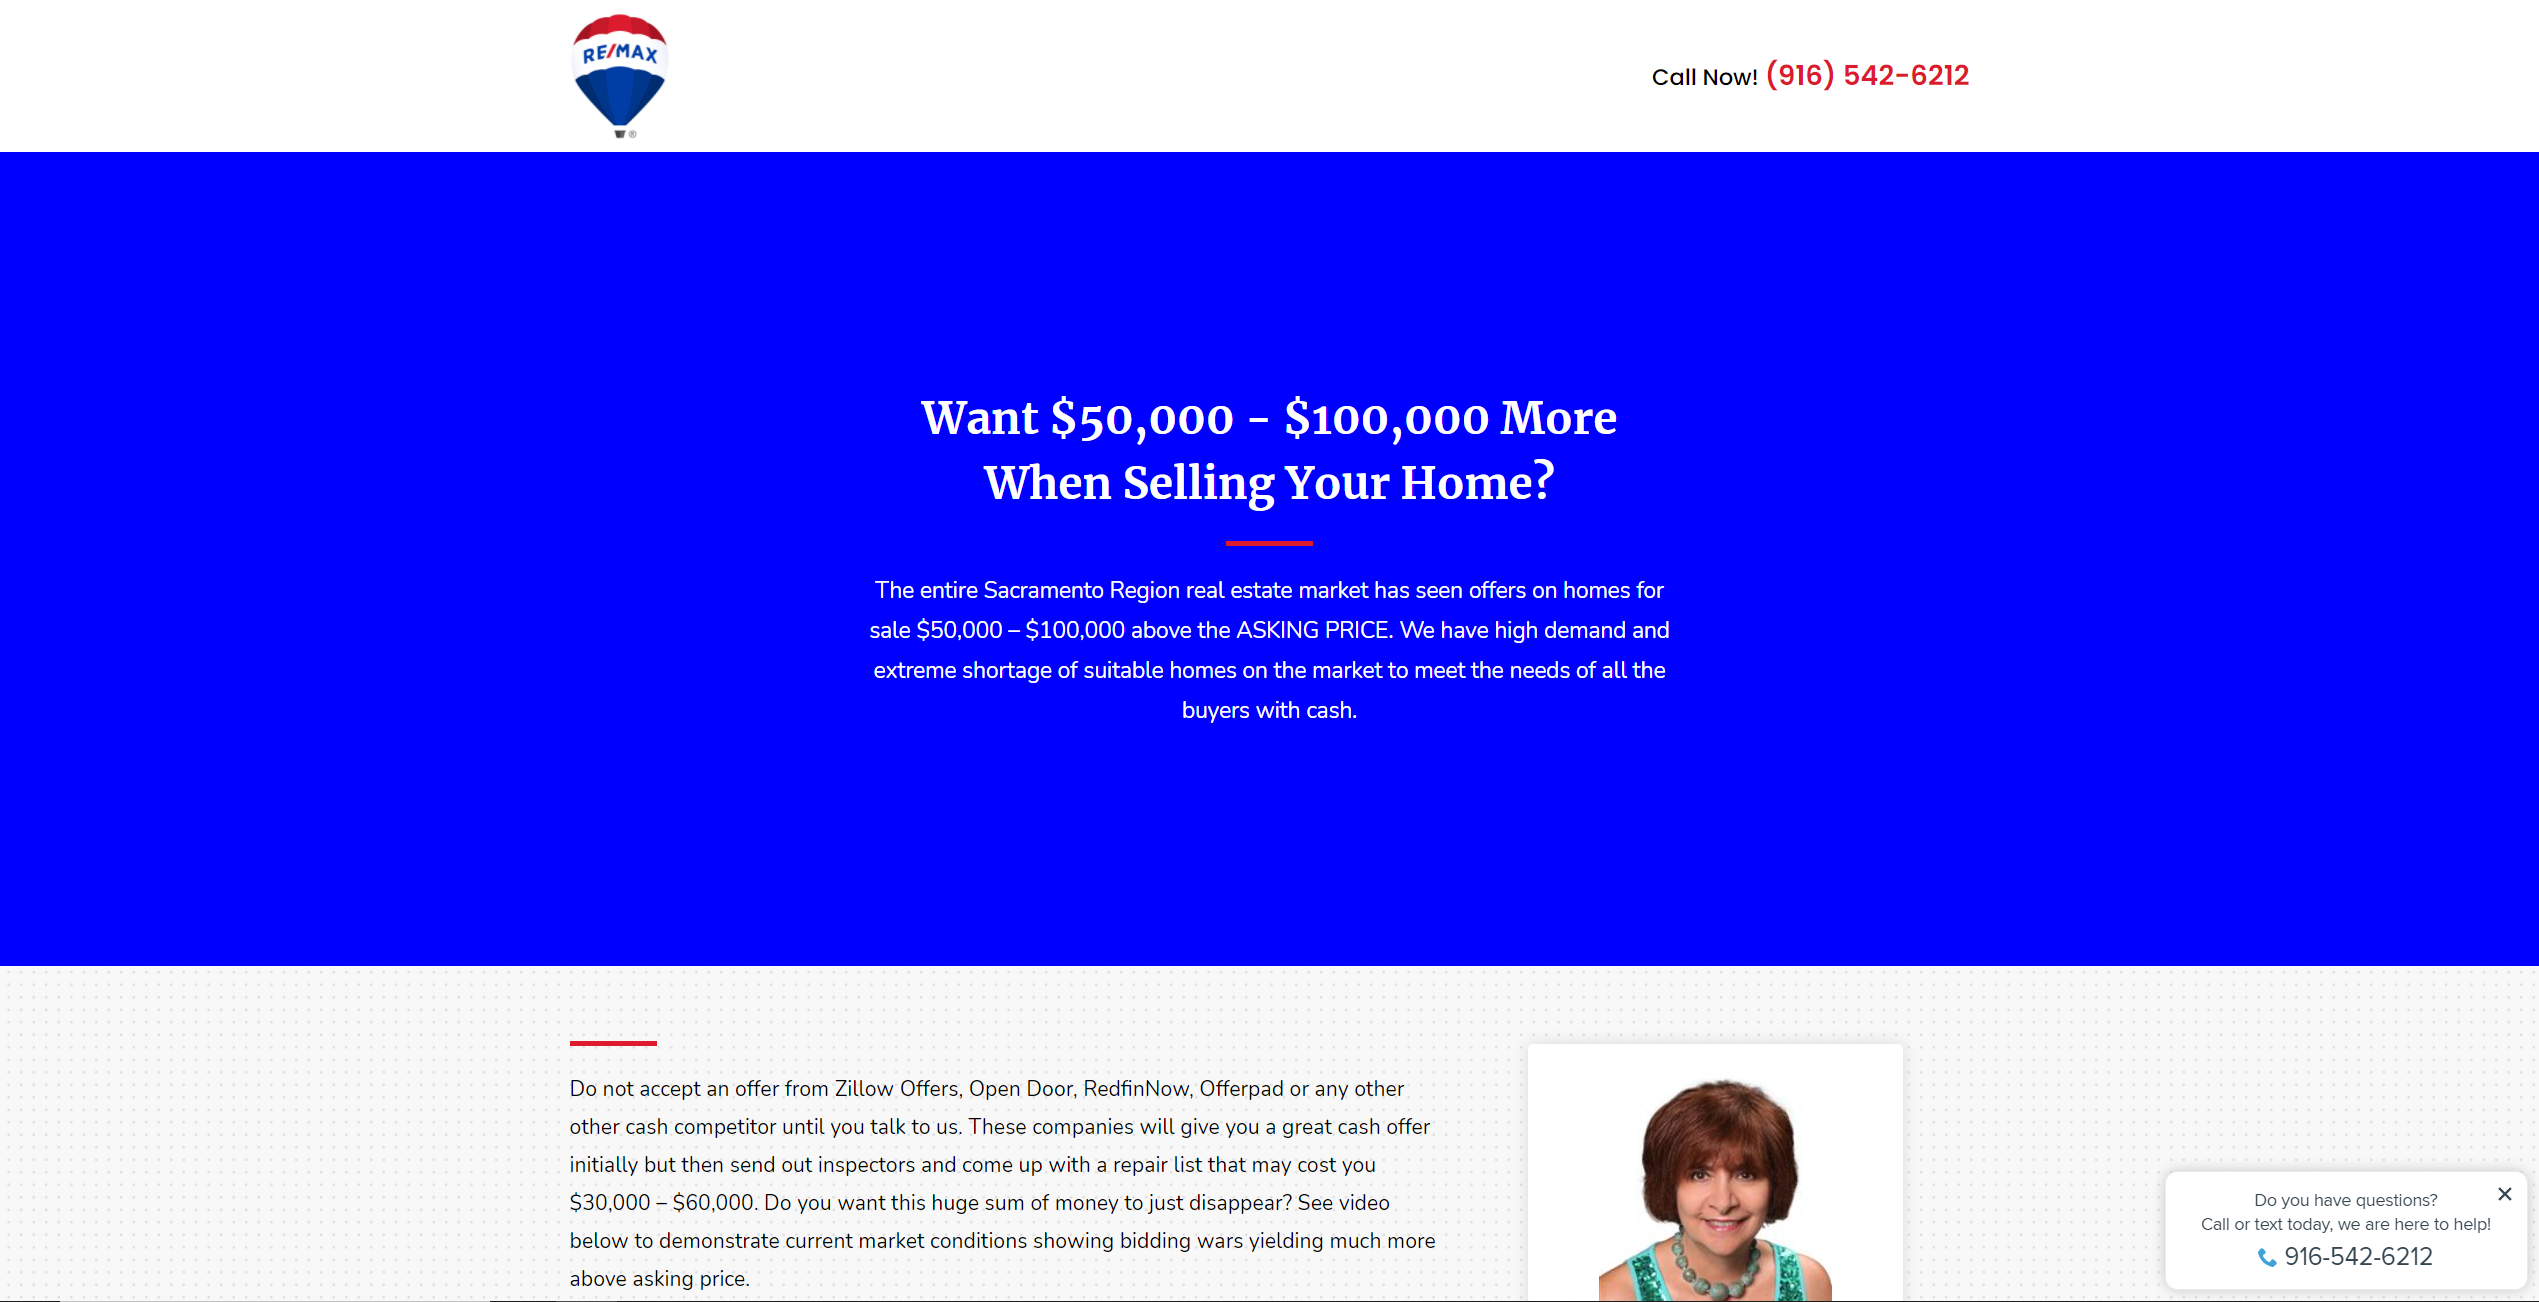 RE/MAX
®
Call Now! (916) 542-6212
Want $50,000 - $100,000 More
When Selling Your Home?
The entire Sacramento Region real estate market has seen offers on homes for
sale $50,000 – $100,000 above the ASKING PRICE. We have high demand and
extreme shortage of suitable homes on the market to meet the needs of all the
buyers with cash.
Do not accept an offer from Zillow Offers, Open Door, RedfinNow, Offerpad or any other
other cash competitor until you talk to us. These companies will give you a great cash offer
initially but then send out inspectors and come up with a repair list that may cost you
$30,000 – $60,000. Do you want this huge sum of money to just disappear? See video
below to demonstrate current market conditions showing bidding wars yielding much more
above asking price.
Do you have questions?
Call or text today, we are here to help!
916-542-6212